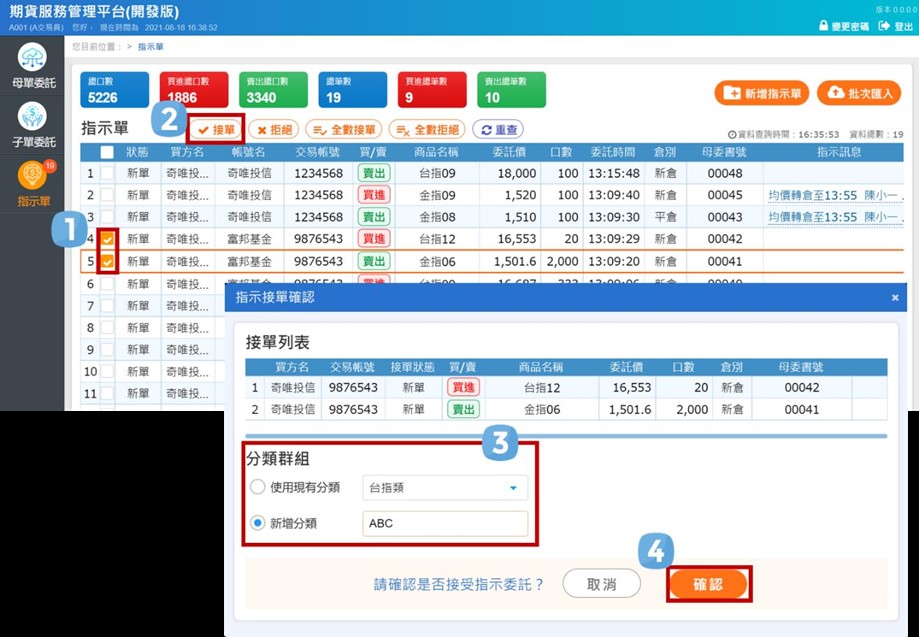 期貨服務管理平台(開發版)
版本 0.0.0.0
A001 (A交易員) 您好， 現在時間為 2021-08-18 16:38:52
變更密碼 登出
您目前位置： > 指示單
母單委託
子單委託
19
指示單
總口數 5226
買進總口數 1886
賣出總口數 3340
總筆數 19
買進總筆數 9
賣出總筆數 10
新增指示單 批次匯入
指示單 2 接單 拒絕 全數接單 全數拒絕 重查
資料查詢時間：16:35:53 資料總數：19
狀態 買方名 帳號名 交易帳號 買/賣 商品名稱 委託價 口數 委託時間 倉別 母委書號 指示訊息
1 新單 奇唯投... 奇唯投信 1234568 賣出 台指09 18,000 100 13:15:48 新倉 00048
2 新單 奇唯投... 奇唯投信 1234568 買進 金指09 1,520 100 13:09:40 新倉 00045 均價轉倉至13:55 陳小一...
3 新單 奇唯投... 奇唯投信 1234568 賣出 金指08 1,510 100 13:09:30 平倉 00043 均價轉倉至13:55 陳小一...
1
4 新單 奇唯投... 富邦基金 9876543 買進 台指12 16,553 20 13:09:29 新倉 00042
5 新單 奇唯投... 富邦基金 9876543 賣出 金指06 1,501.6 2,000 13:09:20 新倉 00041
6 新單 奇唯投...
7 新單 奇唯投...
8 新單 奇唯投...
9 新單 奇唯投...
10 新單 奇唯投...
11 新單 奇唯投...
指示接單確認 ×
接單列表
買方名 交易帳號 接單狀態 買/賣 商品名稱 委託價 口數 倉別 母委書號
1 奇唯投信 9876543 新單 買進 台指12 16,553 20 新倉 00042
2 奇唯投信 9876543 新單 賣出 金指06 1,501.6 2,000 新倉 00041
3
分類群組
使用現有分類 台指類
新增分類 ABC
4
請確認是否接受指示委託？ 取消 確認